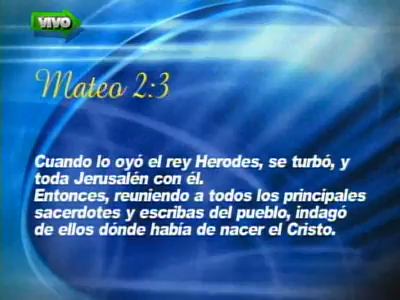 VIVO
Mateo 2:3
Cuando lo oyó el rey Herodes, se turbó, y
toda Jerusalén con él.
Entonces, reuniendo a todos los principales
sacerdotes y escribas del pueblo, indagó
de ellos dónde había de nacer el Cristo.